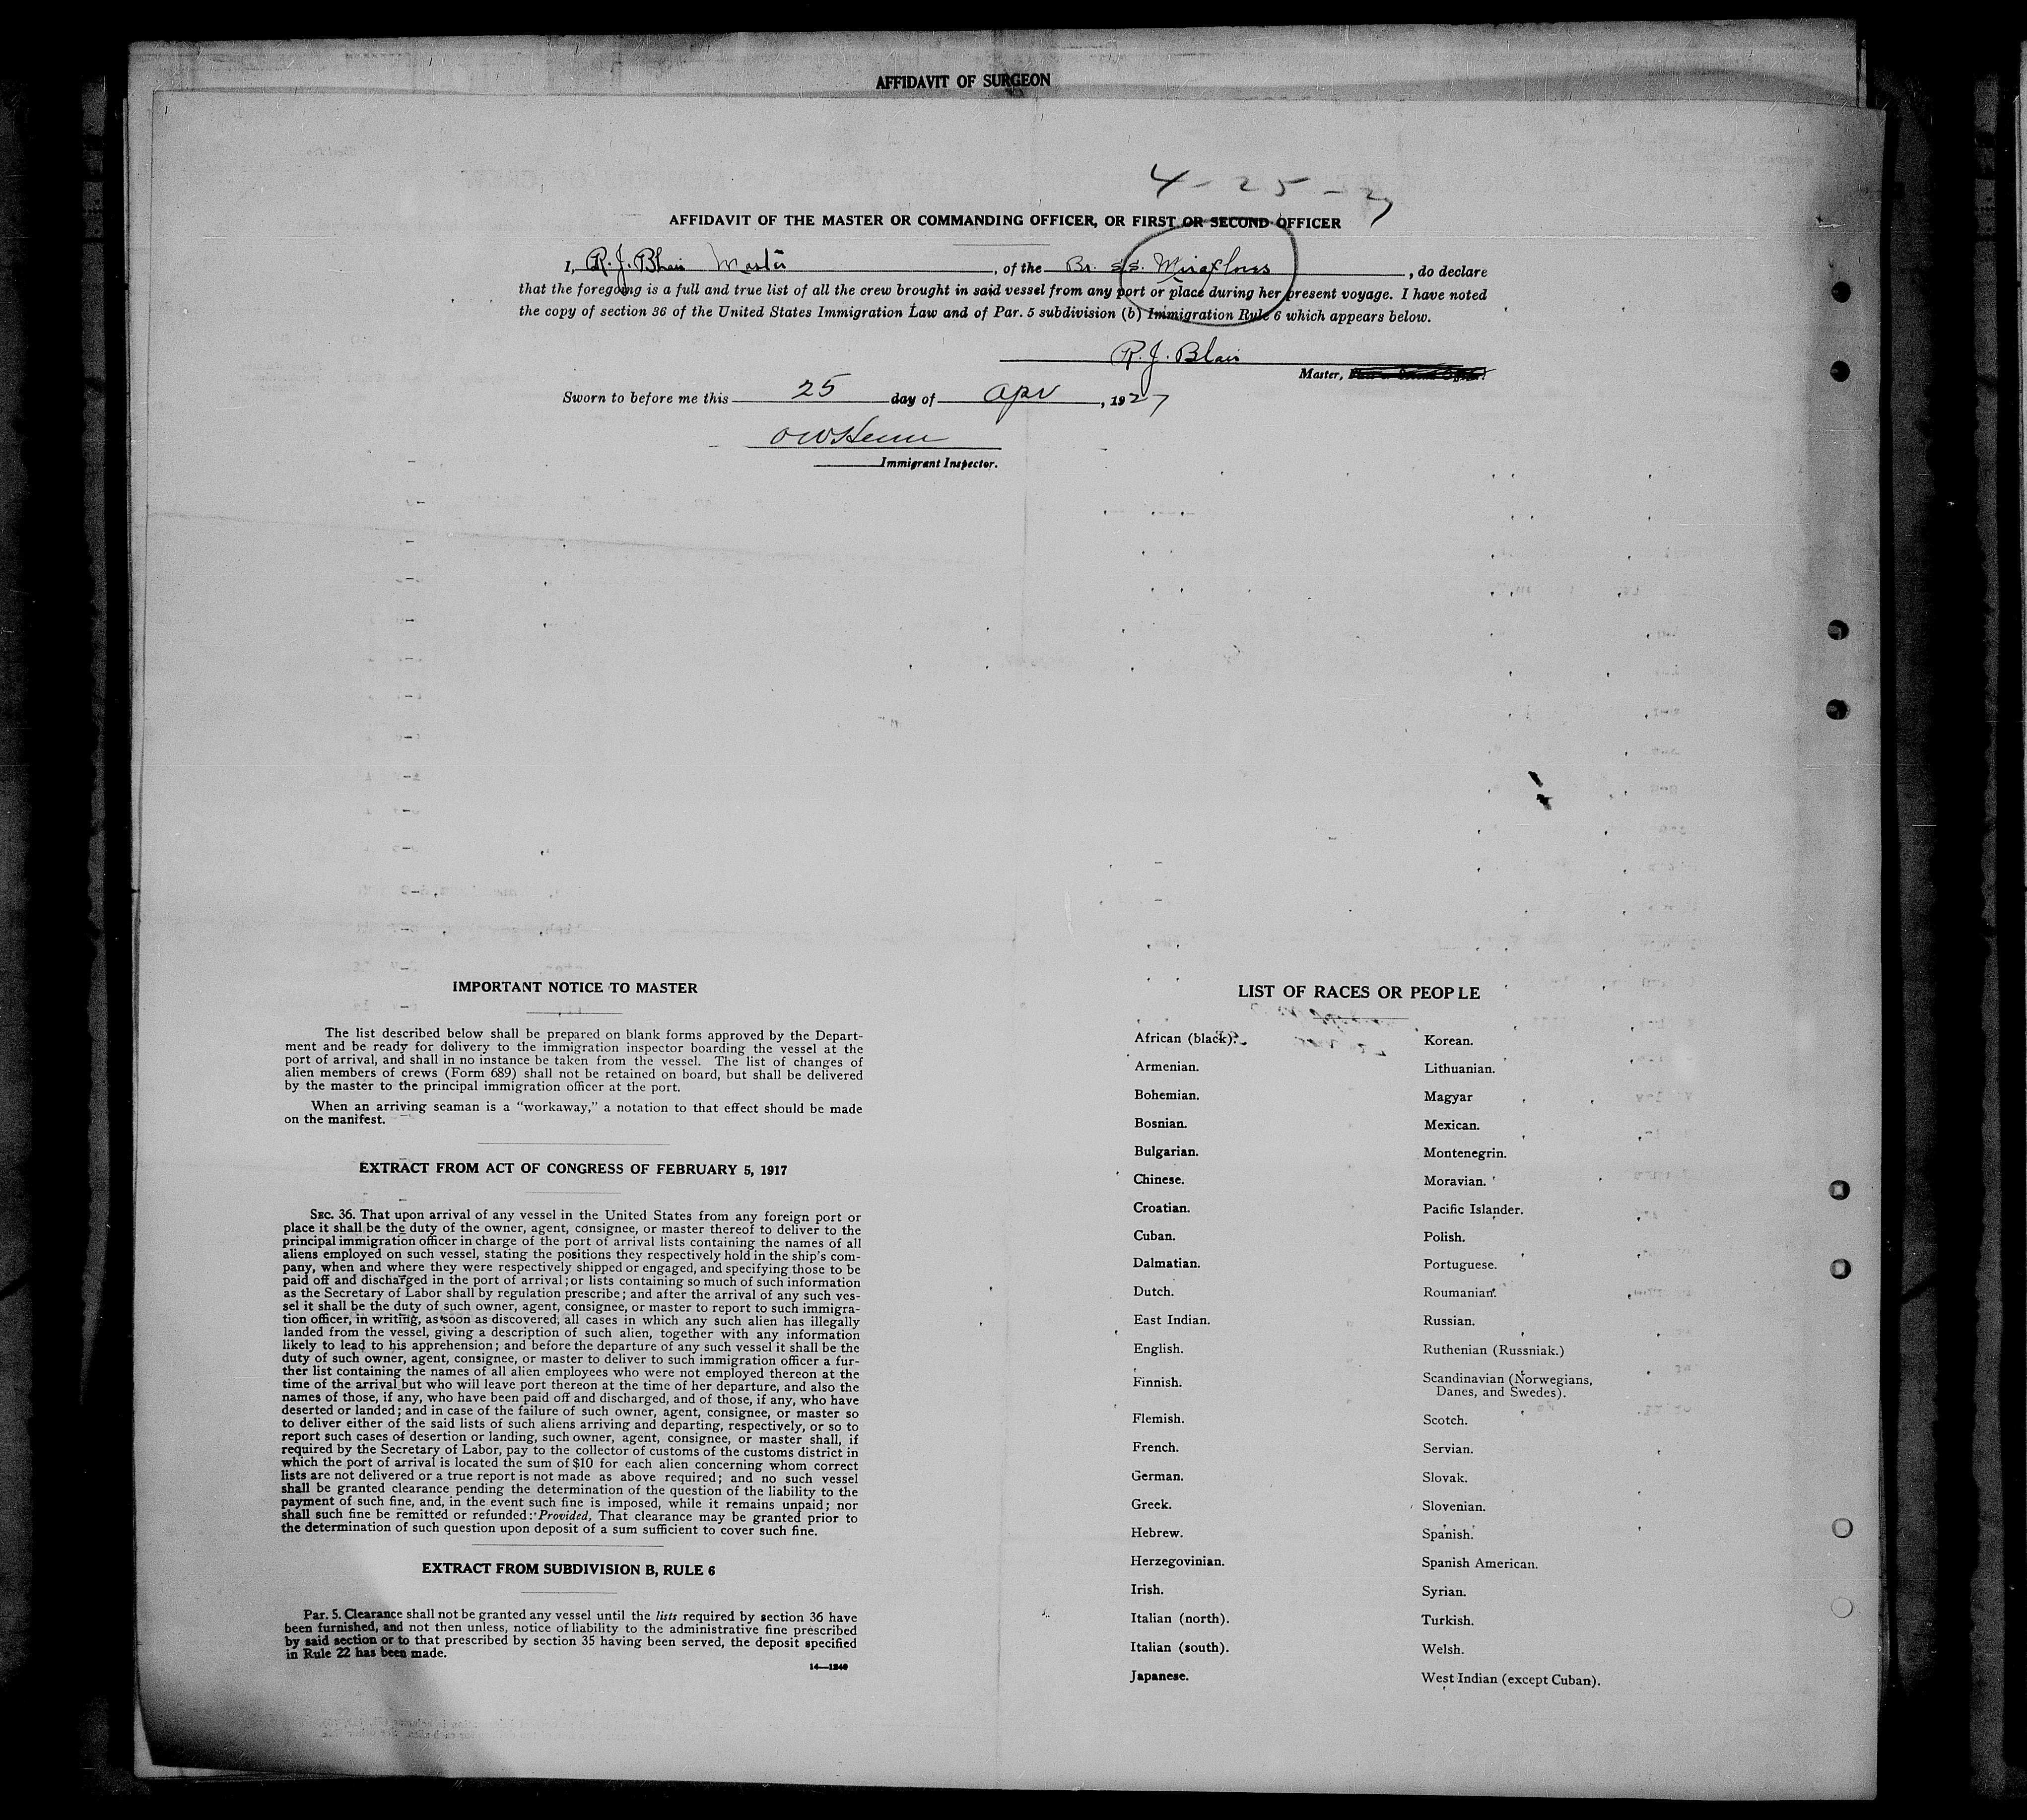 AFFIDAVIT OF SURGEON
4-25-27
AFFIDAVIT OF THE MASTER OR COMMANDING OFFICER, OR FIRST OR SECOND OFFICER
I, R. J. Blair Master, of the Br. s/s. Miraflores, do declare
that the foregoing is a full and true list of all the crew brought in said vessel from any port or place during her present voyage. I have noted
the copy of section 36 of the United States Immigration Law and of Par. 5 subdivision (b) Immigration Rule 6 which appears below.
R. J. Blair
Master,
Sworn to before me this 25 day of Apr, 1927
Immigrant Inspector.
IMPORTANT NOTICE TO MASTER
The list described below shall be prepared on blank forms approved by the Depart-
ment and be ready for delivery to the immigration inspector boarding the vessel at the
port of arrival, and shall in no instance be taken from the vessel. The list of changes of
alien members of crews (Form 689) shall not be retained on board, but shall be delivered
by the master to the principal immigration officer at the port.
When an arriving seaman is a "workaway," a notation to that effect should be made
on the manifest.
EXTRACT FROM ACT OF CONGRESS OF FEBRUARY 5, 1917
SEC. 36. That upon arrival of any vessel in the United States from any foreign port or
place it shall be the duty of the owner, agent, consignee, or master thereof to deliver to the
principal immigration officer in charge of the port of arrival lists containing the names of all
aliens employed on such vessel, stating the positions they respectively hold in the ship's com-
pany, when and where they were respectively shipped or engaged, and specifying those to be
paid off and discharged in the port of arrival; or lists containing so much of such information
as the Secretary of Labor shall by regulation prescribe; and after the arrival of any such ves-
sel it shall be the duty of such owner, agent, consignee, or master to report to such immigra-
tion officer, in writing, as soon as discovered, all cases in which any such alien has illegally
landed from the vessel, giving a description of such alien, together with any information
likely to lead to his apprehension; and before the departure of any such vessel it shall be the
duty of such owner, agent, consignee, or master to deliver to such immigration officer a fur-
ther list containing the names of all alien employees who were not employed thereon at the
time of the arrival but who will leave port thereon at the time of her departure, and also the
names of those, if any, who have been paid off and discharged, and of those, if any, who have
deserted or landed; and in case of the failure of such owner, agent, consignee, or master so
to deliver either of the said lists of such aliens arriving and departing, respectively, or so to
report such cases of desertion or landing, such owner, agent, consignee, or master shall, if
required by the Secretary of Labor, pay to the collector of customs of the customs district in
which the port of arrival is located the sum of $10 for each alien concerning whom correct
lists are not delivered or a true report is not made as above required; and no such vessel
shall be granted clearance pending the determination of the question of the liability to the
payment of such fine, and, in the event such fine is imposed, while it remains unpaid; nor
shall such fine be remitted or refunded: Provided, That clearance may be granted prior to
the determination of such question upon deposit of a sum sufficient to cover such fine.
EXTRACT FROM SUBDIVISION B, RULE 6
Par. 5. Clearance shall not be granted any vessel until the lists required by section 36 have
been furnished, and not then unless, notice of liability to the administrative fine prescribed
by said section or to that prescribed by section 35 having been served, the deposit specified
in Rule 22 has been made.
14—1240
LIST OF RACES OR PEOPLE
African (black).
Armenian.
Bohemian.
Bosnian.
Bulgarian.
Chinese.
Croatian.
Cuban.
Dalmatian.
Dutch.
East Indian.
English.
Finnish.
Flemish.
French.
German.
Greek.
Hebrew.
Herzegovinian.
Irish.
Italian (north).
Italian (south).
Japanese.
Korean.
Lithuanian.
Magyar
Mexican.
Montenegrin.
Moravian.
Pacific Islander.
Polish.
Portuguese.
Roumanian.
Russian.
Ruthenian (Russniak.)
Scandinavian (Norwegians,
Danes, and Swedes).
Scotch.
Servian.
Slovak.
Slovenian.
Spanish.
Spanish American.
Syrian.
Turkish.
Welsh.
West Indian (except Cuban).